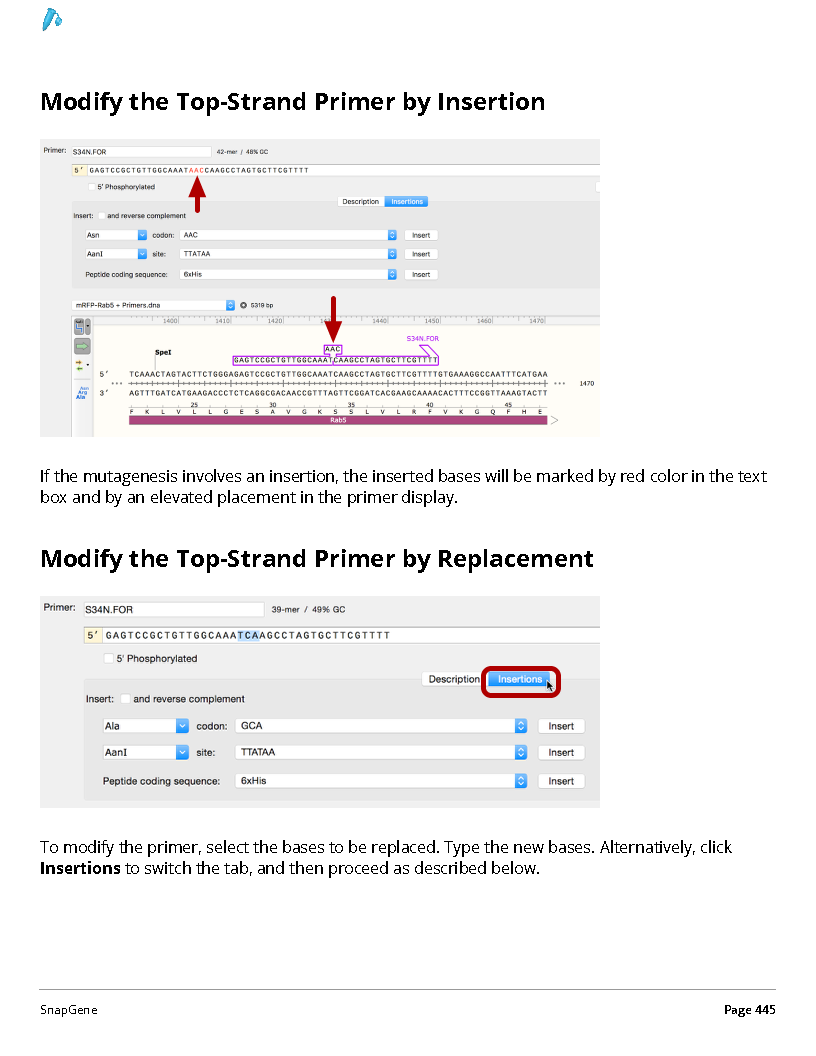 Modify the Top-Strand Primer by Insertion
Primer: S34N.FOR 42-mer / 48% GC
5' GAGTCCGCTGTTGGCAAATAACCAAGCCTAGTGCTTCGTTTT
5' Phosphorylated
Description Insertions
Insert: and reverse complement
Asn codon: AAC Insert
AanI site: TTATAA Insert
Peptide coding sequence: 6xHis Insert
mRFP-Rab5 + Primers.dna 5319 bp
1400 1410 1420 1430 1440 1450 1460 1470
S34N.FOR
SpeI AAC
GAGTCCGCTGTTGGCAAATCAAGCCTAGTGCTTCGTTTT
5' TCAAACTAGTACTTCTGGGAGAGTCCGCTGTTGGCAAATCAAGCCTAGTGCTTCGTTTTGTGAAAGGCCAATTTCATGAA
1470
3' AGTTTGATCATGAAGACCCTCTCAGGCGACAACCGTTTAGTTCGGATCACGAAGCAAAACACTTTCCGGTTAAAGTACTT
Asn
Arg
Ala
25 30 35 40 45
F K L V L L G E S A V G K S S L V L R F V K G Q F H E
Rab5
If the mutagenesis involves an insertion, the inserted bases will be marked by red color in the text
box and by an elevated placement in the primer display.
Modify the Top-Strand Primer by Replacement
Primer: S34N.FOR 39-mer / 49% GC
5' GAGTCCGCTGTTGGCAAATCAAGCCTAGTGCTTCGTTTT
5' Phosphorylated
Description Insertions
Insert: and reverse complement
Ala codon: GCA Insert
AanI site: TTATAA Insert
Peptide coding sequence: 6xHis Insert
To modify the primer, select the bases to be replaced. Type the new bases. Alternatively, click
Insertions to switch the tab, and then proceed as described below.
SnapGene Page 445